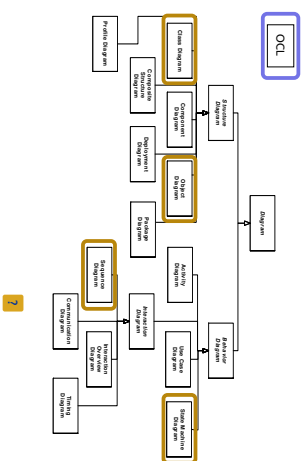 OCL
Diagram
Structure
Diagram
Behavior
Diagram
Class Diagram
Component
Diagram
Object
Diagram
Activity
Diagram
Use Case
Diagram
State Machine
Diagram
Profile Diagram
Composite
Structure
Diagram
Deployment
Diagram
Package
Diagram
Interaction
Diagram
Sequence
Diagram
Interaction
Overview
Diagram
Communication
Diagram
Timing
Diagram
?